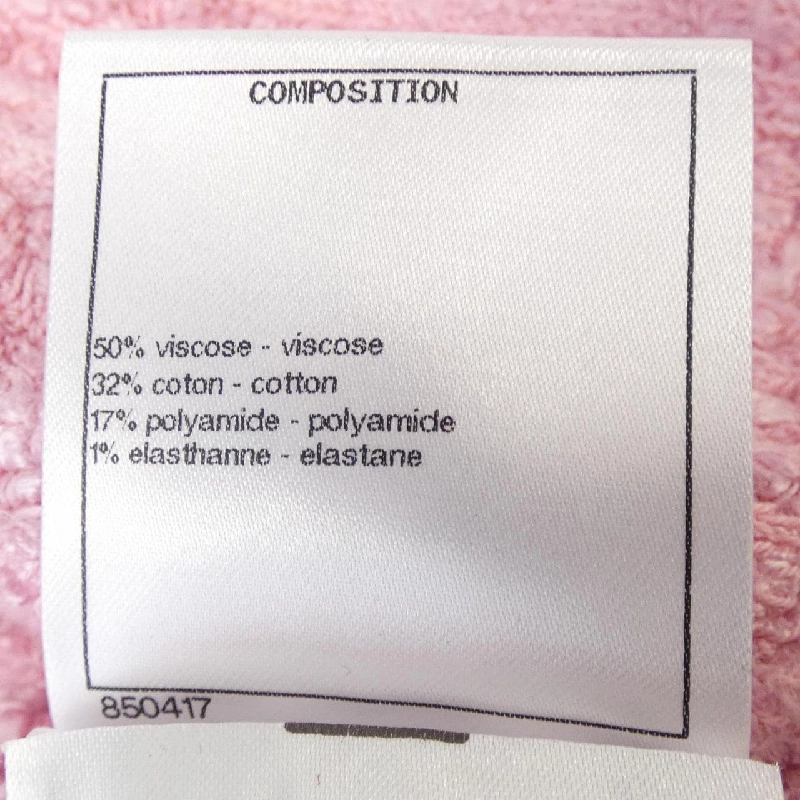 COMPOSITION
50% viscose - viscose
32% coton - cotton
17% polyamide - polyamide
1% elasthanne - elastane
850417